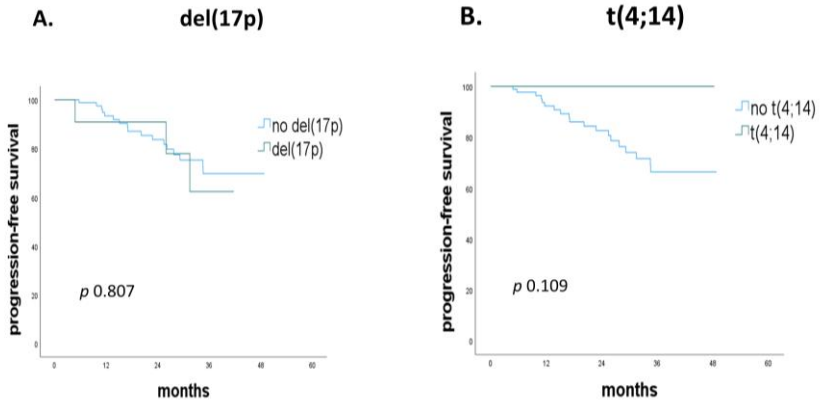 A.
del(17p)
progression-free survival
100
80
60
40
20
0
no del(17p)
del(17p)
p 0.807
0 12 24 36 48 60
months
B.
t(4;14)
progression-free survival
100
80
60
40
20
0
no t(4;14)
t(4;14)
p 0.109
0 12 24 36 48 60
months